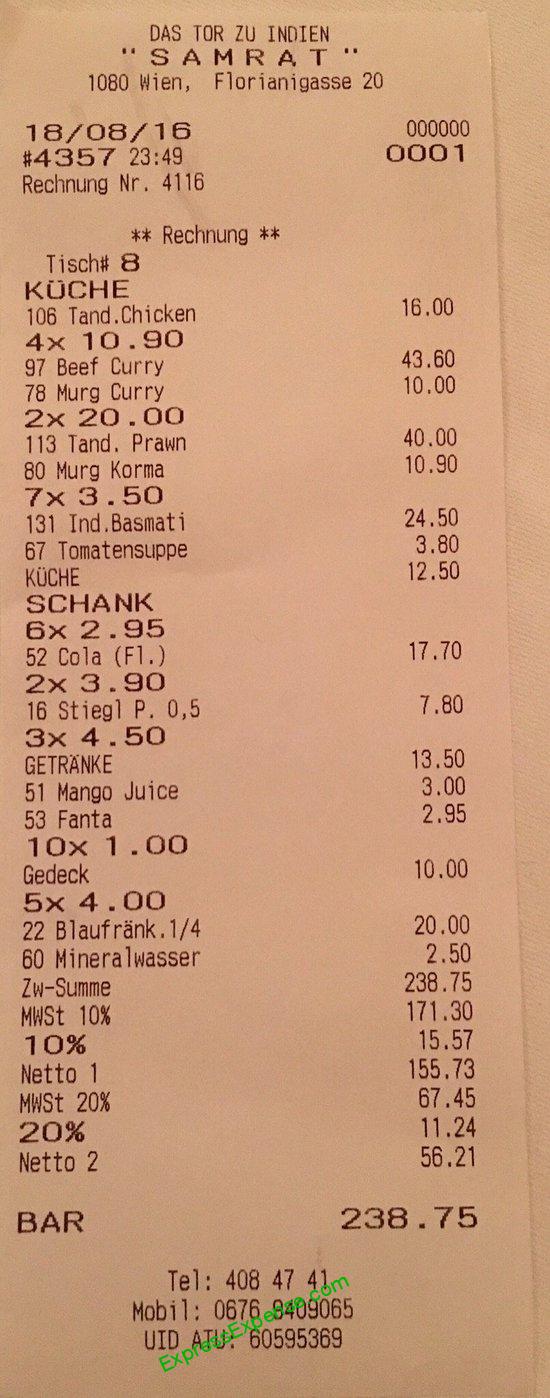 DAS TOR ZU INDIEN
" S A M R A T "
1080 Wien, Florianigasse 20
18/08/16 000000
#4357 23:49 0001
Rechnung Nr. 4116
** Rechnung **
Tisch# 8
KÜCHE
106 Tand.Chicken 16.00
4x 10.90
97 Beef Curry 43.60
78 Murg Curry 10.00
2x 20.00
113 Tand. Prawn 40.00
80 Murg Korma 10.90
7x 3.50
131 Ind.Basmati 24.50
67 Tomatensuppe 3.80
KÜCHE 12.50
SCHANK
6x 2.95
52 Cola (Fl.) 17.70
2x 3.90
16 Stiegl P. 0,5 7.80
3x 4.50
GETRÄNKE 13.50
51 Mango Juice 3.00
53 Fanta 2.95
10x 1.00
Gedeck 10.00
5x 4.00
22 Blaufränk.1/4 20.00
60 Mineralwasser 2.50
Zw-Summe 238.75
MWSt 10% 171.30
10% 15.57
Netto 1 155.73
MWSt 20% 67.45
20% 11.24
Netto 2 56.21
BAR 238.75
Tel: 408 47 41
Mobil: 0676 8409065
UID ATU: 60595369
ExpressExpense.com